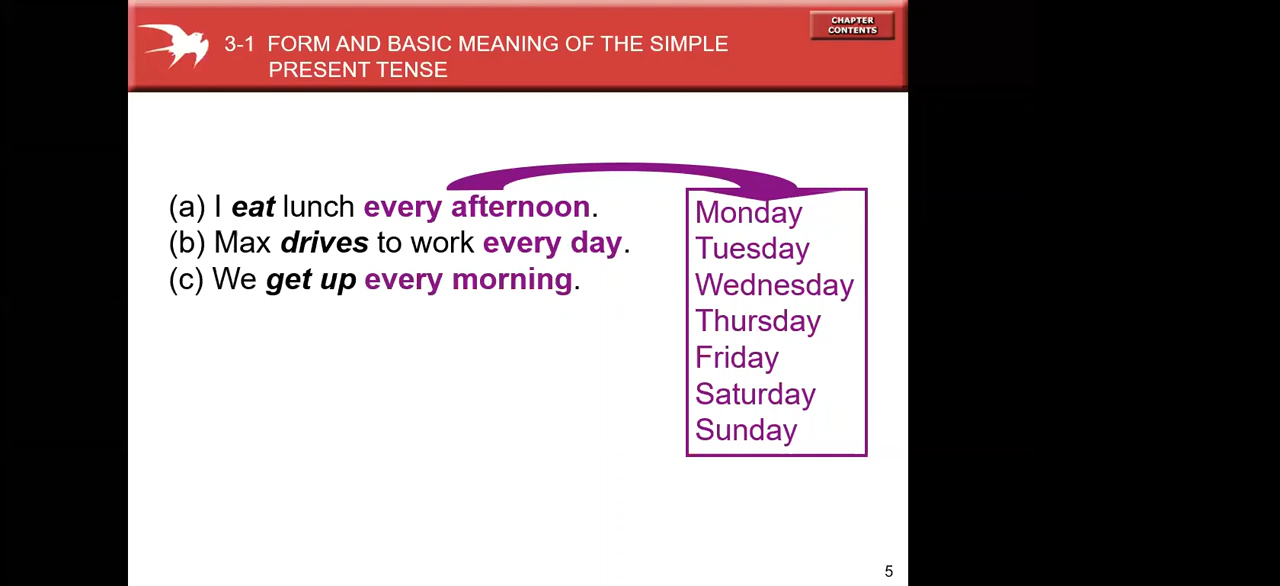 3-1 FORM AND BASIC MEANING OF THE SIMPLE
PRESENT TENSE
CHAPTER
CONTENTS
(a) I eat lunch every afternoon.
(b) Max drives to work every day.
(c) We get up every morning.
Monday
Tuesday
Wednesday
Thursday
Friday
Saturday
Sunday
5